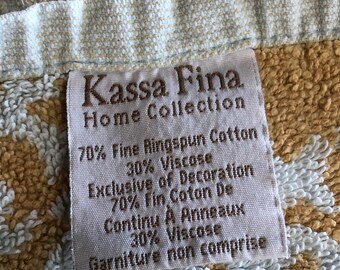 Kassa Fina
Home Collection
70% Fine Ringspun Cotton
30% Viscose
Exclusive of Decoration
70% Fin Coton De
Continu À Anneaux
30% Viscose
Garniture non comprise